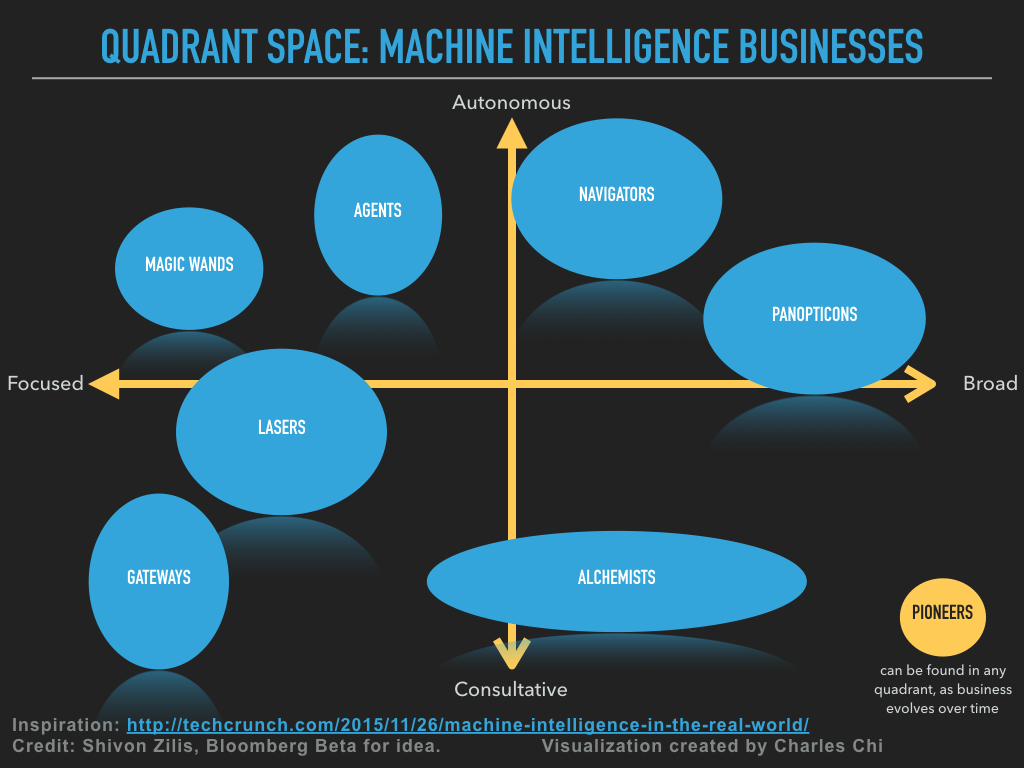 QUADRANT SPACE: MACHINE INTELLIGENCE BUSINESSES
Autonomous
NAVIGATORS
AGENTS
MAGIC WANDS
PANOPTICONS
Focused
Broad
LASERS
GATEWAYS
ALCHEMISTS
PIONEERS
can be found in any
quadrant, as business
evolves over time
Consultative
Inspiration: http://techcrunch.com/2015/11/26/machine-intelligence-in-the-real-world/
Credit: Shivon Zilis, Bloomberg Beta for idea. Visualization created by Charles Chi